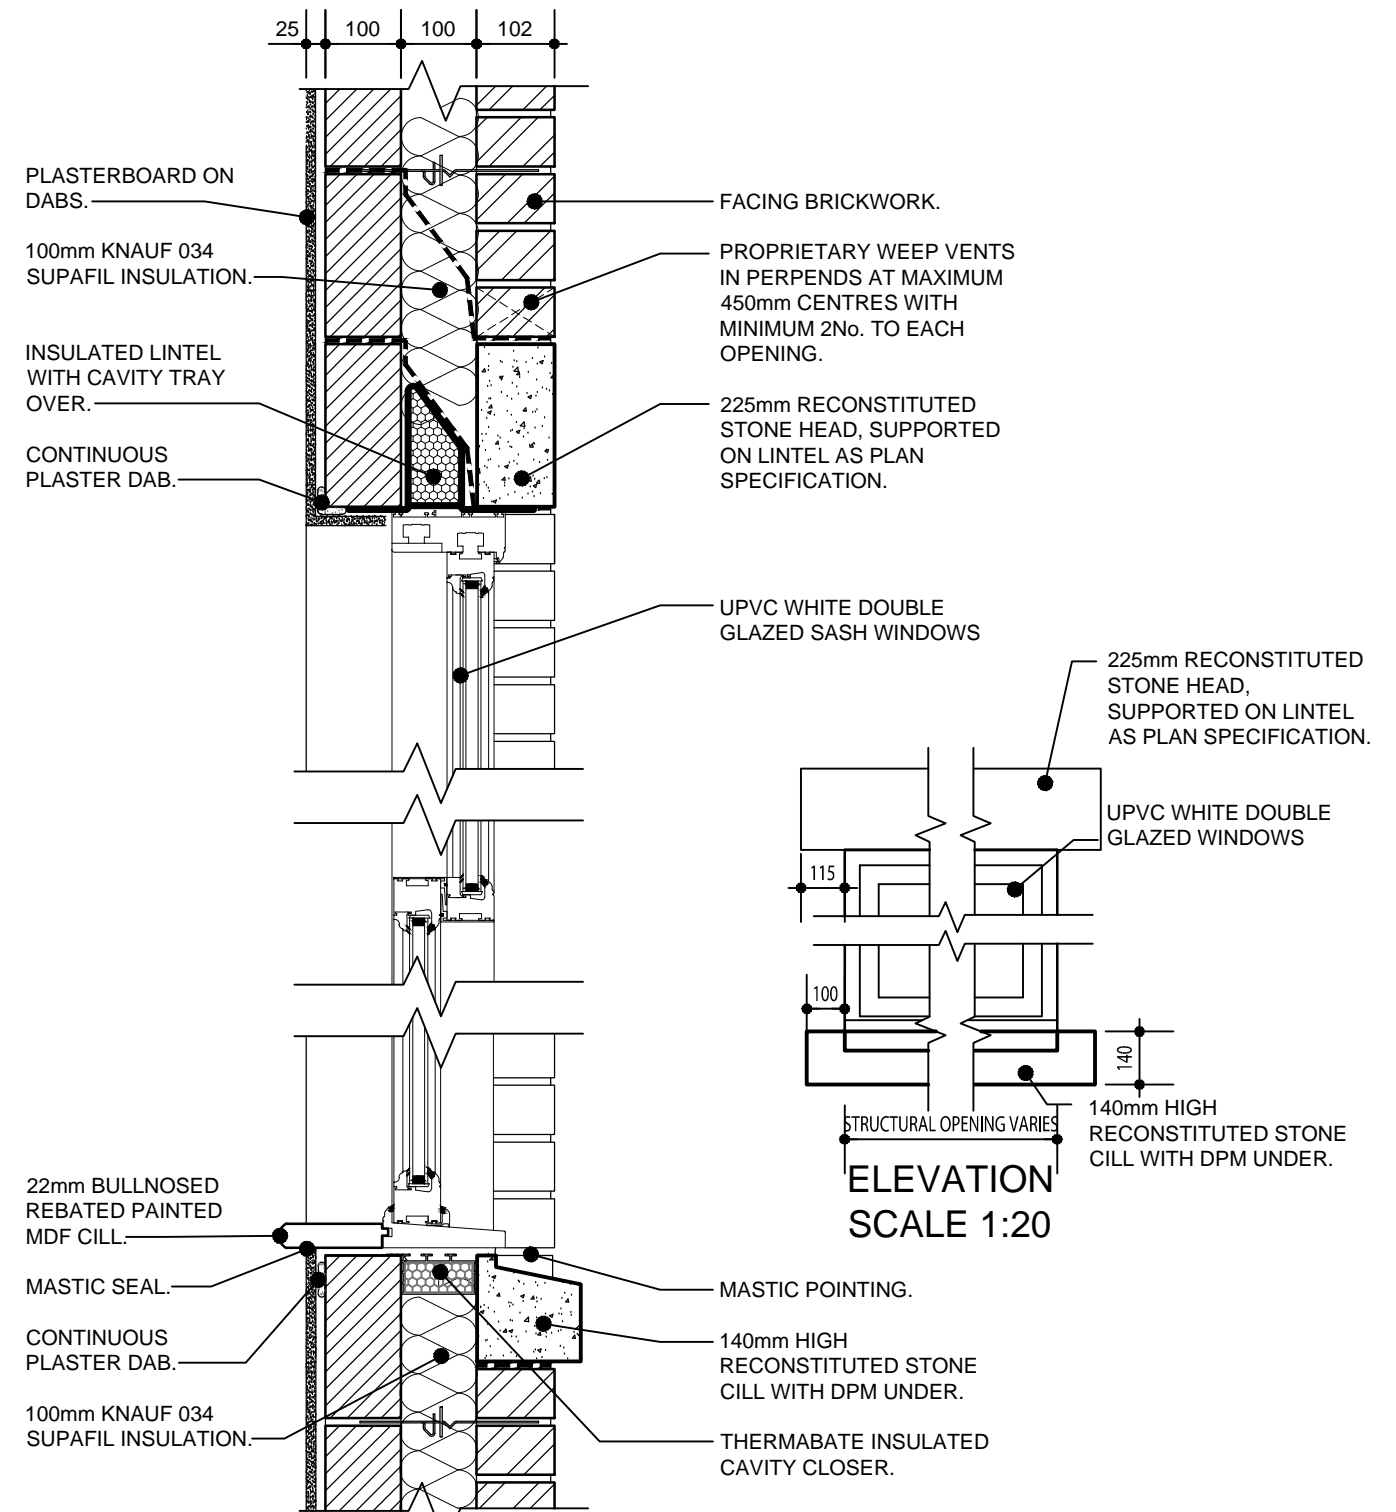 25 100 100 102
PLASTERBOARD ON
DABS.
100mm KNAUF 034
SUPAFIL INSULATION.
INSULATED LINTEL
WITH CAVITY TRAY
OVER.
CONTINUOUS
PLASTER DAB.
FACING BRICKWORK.
PROPRIETARY WEEP VENTS
IN PERPENDS AT MAXIMUM
450mm CENTRES WITH
MINIMUM 2No. TO EACH
OPENING.
225mm RECONSTITUTED
STONE HEAD, SUPPORTED
ON LINTEL AS PLAN
SPECIFICATION.
UPVC WHITE DOUBLE
GLAZED SASH WINDOWS
225mm RECONSTITUTED
STONE HEAD,
SUPPORTED ON LINTEL
AS PLAN SPECIFICATION.
UPVC WHITE DOUBLE
GLAZED WINDOWS
115
100
140
140mm HIGH
RECONSTITUTED STONE
CILL WITH DPM UNDER.
STRUCTURAL OPENING VARIES
ELEVATION
SCALE 1:20
22mm BULLNOSED
REBATED PAINTED
MDF CILL.
MASTIC SEAL.
CONTINUOUS
PLASTER DAB.
100mm KNAUF 034
SUPAFIL INSULATION.
MASTIC POINTING.
140mm HIGH
RECONSTITUTED STONE
CILL WITH DPM UNDER.
THERMABATE INSULATED
CAVITY CLOSER.